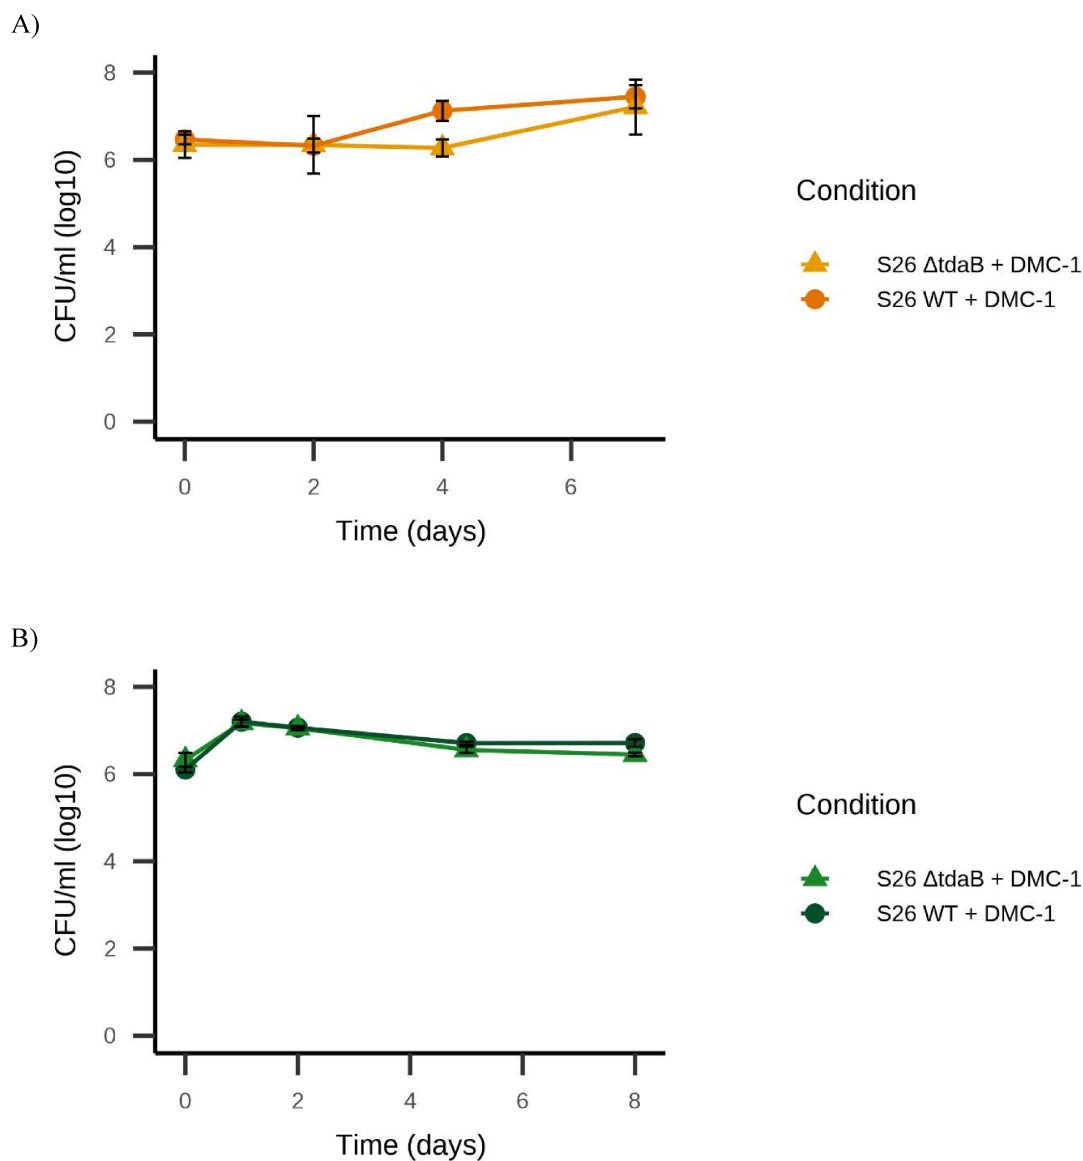 A)
8
6
4
2
0
CFU/ml (log10)
0 2 4 6
Time (days)
Condition
S26 ΔtdaB + DMC-1
S26 WT + DMC-1
B)
8
6
4
2
0
CFU/ml (log10)
0 2 4 6 8
Time (days)
Condition
S26 ΔtdaB + DMC-1
S26 WT + DMC-1